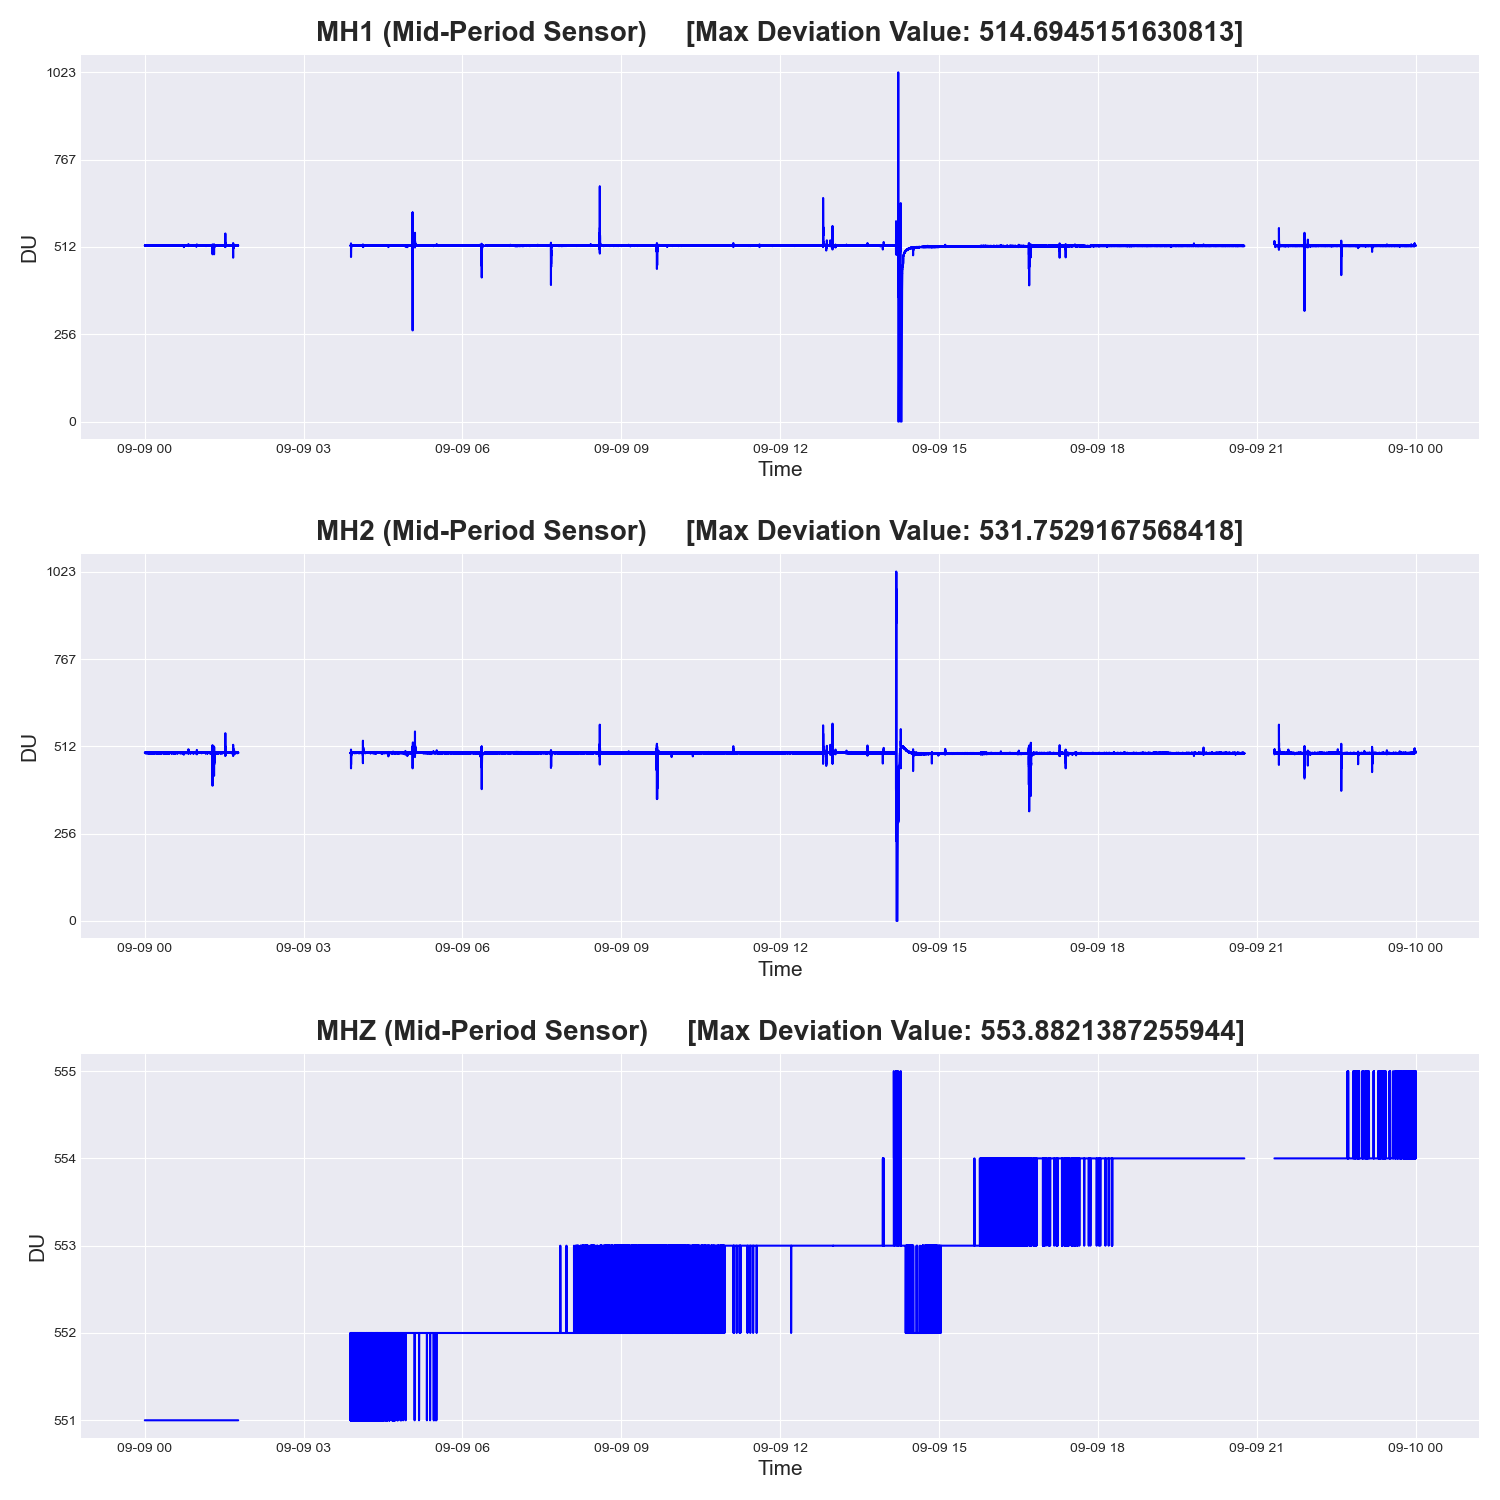 MH1 (Mid-Period Sensor) [Max Deviation Value: 514.6945151630813]
1023
767
512
256
0
DU
09-09 00 09-09 03 09-09 06 09-09 09 09-09 12 09-09 15 09-09 18 09-09 21 09-10 00
Time
MH2 (Mid-Period Sensor) [Max Deviation Value: 531.7529167568418]
1023
767
512
256
0
DU
09-09 00 09-09 03 09-09 06 09-09 09 09-09 12 09-09 15 09-09 18 09-09 21 09-10 00
Time
MHZ (Mid-Period Sensor) [Max Deviation Value: 553.8821387255944]
555
554
553
552
551
DU
09-09 00 09-09 03 09-09 06 09-09 09 09-09 12 09-09 15 09-09 18 09-09 21 09-10 00
Time